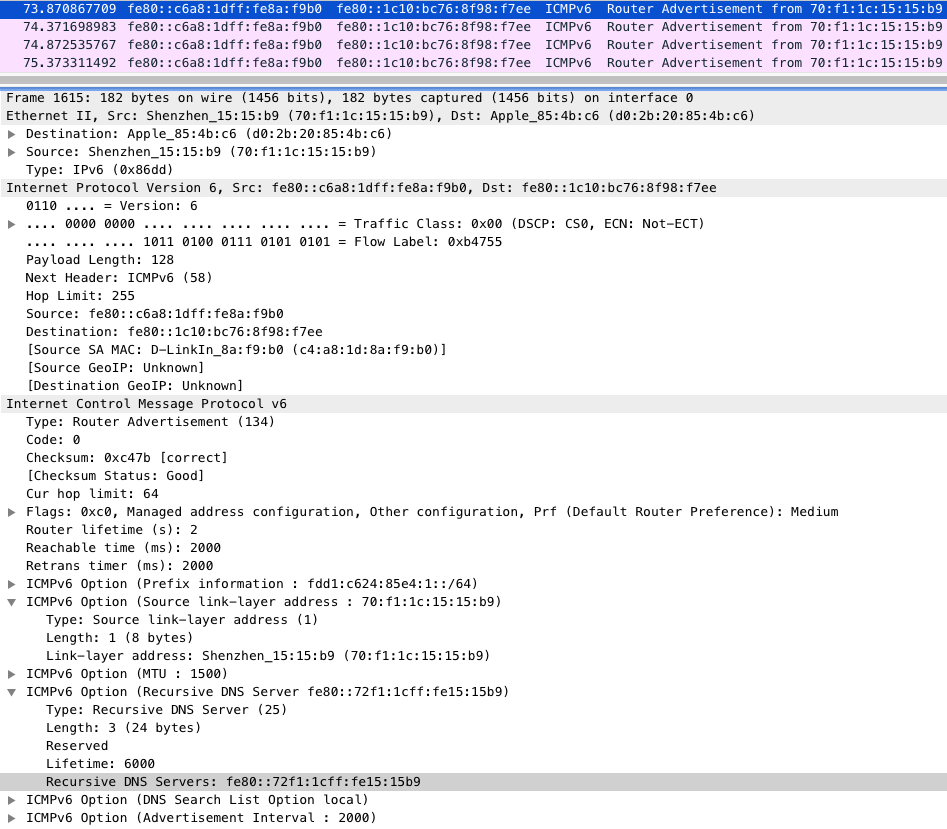 73.870867709 fe80::c6a8:1dff:fe8a:f9b0 fe80::1c10:bc76:8f98:f7ee ICMPv6 Router Advertisement from 70:f1:1c:15:15:b9
74.371698983 fe80::c6a8:1dff:fe8a:f9b0 fe80::1c10:bc76:8f98:f7ee ICMPv6 Router Advertisement from 70:f1:1c:15:15:b9
74.872535767 fe80::c6a8:1dff:fe8a:f9b0 fe80::1c10:bc76:8f98:f7ee ICMPv6 Router Advertisement from 70:f1:1c:15:15:b9
75.373311492 fe80::c6a8:1dff:fe8a:f9b0 fe80::1c10:bc76:8f98:f7ee ICMPv6 Router Advertisement from 70:f1:1c:15:15:b9
Frame 1615: 182 bytes on wire (1456 bits), 182 bytes captured (1456 bits) on interface 0
Ethernet II, Src: Shenzhen_15:15:b9 (70:f1:1c:15:15:b9), Dst: Apple_85:4b:c6 (d0:2b:20:85:4b:c6)
Destination: Apple_85:4b:c6 (d0:2b:20:85:4b:c6)
Source: Shenzhen_15:15:b9 (70:f1:1c:15:15:b9)
Type: IPv6 (0x86dd)
Internet Protocol Version 6, Src: fe80::c6a8:1dff:fe8a:f9b0, Dst: fe80::1c10:bc76:8f98:f7ee
0110 .... = Version: 6
.... 0000 0000 .... .... .... .... .... = Traffic Class: 0x00 (DSCP: CS0, ECN: Not-ECT)
.... .... .... 1011 0100 0111 0101 0101 = Flow Label: 0xb4755
Payload Length: 128
Next Header: ICMPv6 (58)
Hop Limit: 255
Source: fe80::c6a8:1dff:fe8a:f9b0
Destination: fe80::1c10:bc76:8f98:f7ee
[Source SA MAC: D-LinkIn_8a:f9:b0 (c4:a8:1d:8a:f9:b0)]
[Source GeoIP: Unknown]
[Destination GeoIP: Unknown]
Internet Control Message Protocol v6
Type: Router Advertisement (134)
Code: 0
Checksum: 0xc47b [correct]
[Checksum Status: Good]
Cur hop limit: 64
Flags: 0xc0, Managed address configuration, Other configuration, Prf (Default Router Preference): Medium
Router lifetime (s): 2
Reachable time (ms): 2000
Retrans timer (ms): 2000
ICMPv6 Option (Prefix information : fdd1:c624:85e4:1::/64)
ICMPv6 Option (Source link-layer address : 70:f1:1c:15:15:b9)
Type: Source link-layer address (1)
Length: 1 (8 bytes)
Link-layer address: Shenzhen_15:15:b9 (70:f1:1c:15:15:b9)
ICMPv6 Option (MTU : 1500)
ICMPv6 Option (Recursive DNS Server fe80::72f1:1cff:fe15:15b9)
Type: Recursive DNS Server (25)
Length: 3 (24 bytes)
Reserved
Lifetime: 6000
Recursive DNS Servers: fe80::72f1:1cff:fe15:15b9
ICMPv6 Option (DNS Search List Option local)
ICMPv6 Option (Advertisement Interval : 2000)